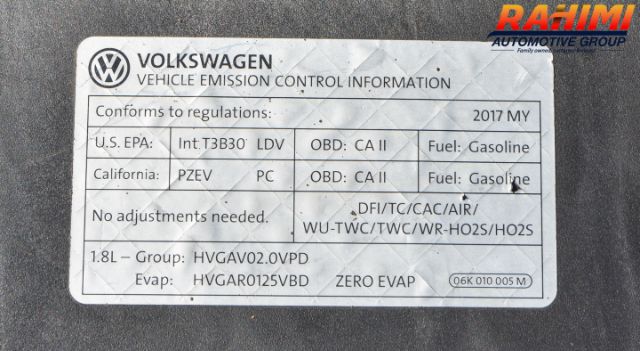 RAHIMI
AUTOMOTIVE GROUP
VOLKSWAGEN
VEHICLE EMISSION CONTROL INFORMATION
Conforms to regulations: 2017 MY
U.S. EPA: Int.T3B30 LDV OBD: CA II Fuel: Gasoline
California: PZEV PC OBD: CA II Fuel: Gasoline
No adjustments needed.
DFI/TC/CAC/AIR/
WU-TWC/TWC/WR-HO2S/HO2S
1.8L – Group: HVGAV02.0VPD
Evap: HVGAR0125VBD ZERO EVAP 06K 010 005 M